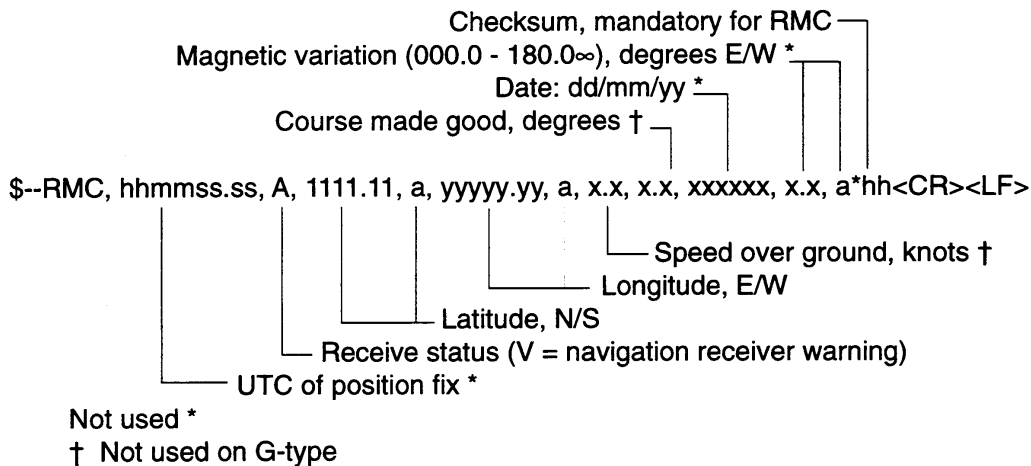 Checksum, mandatory for RMC
Magnetic variation (000.0 - 180.0∞), degrees E/W *
Date: dd/mm/yy *
Course made good, degrees †
$--RMC, hhmmss.ss, A, 1111.11, a, yyyyy.yy, a, x.x, x.x, xxxxxx, x.x, a*hh<CR><LF>
Speed over ground, knots †
Longitude, E/W
Latitude, N/S
Receive status (V = navigation receiver warning)
UTC of position fix *
Not used *
† Not used on G-type